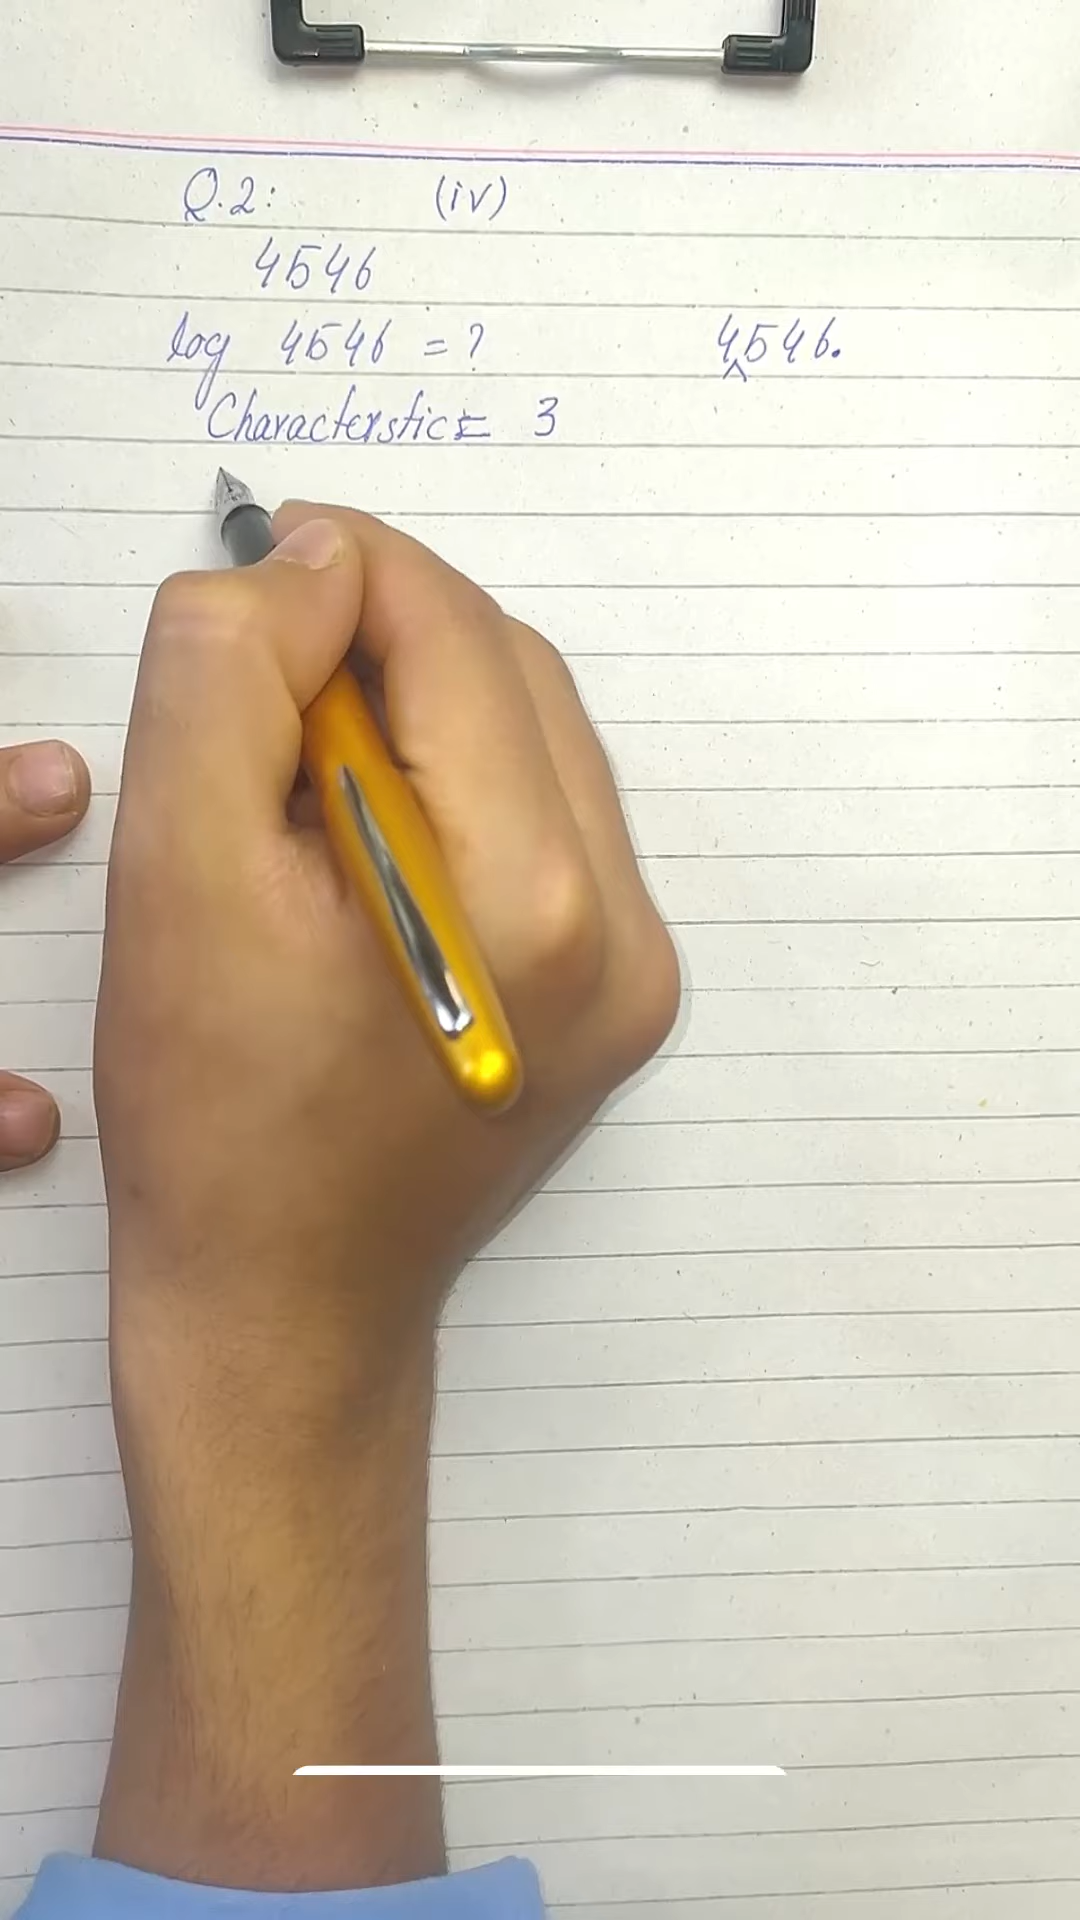 Q.2: (iv)
4546
log 4546 = ? 4546.
Characterstic = 3